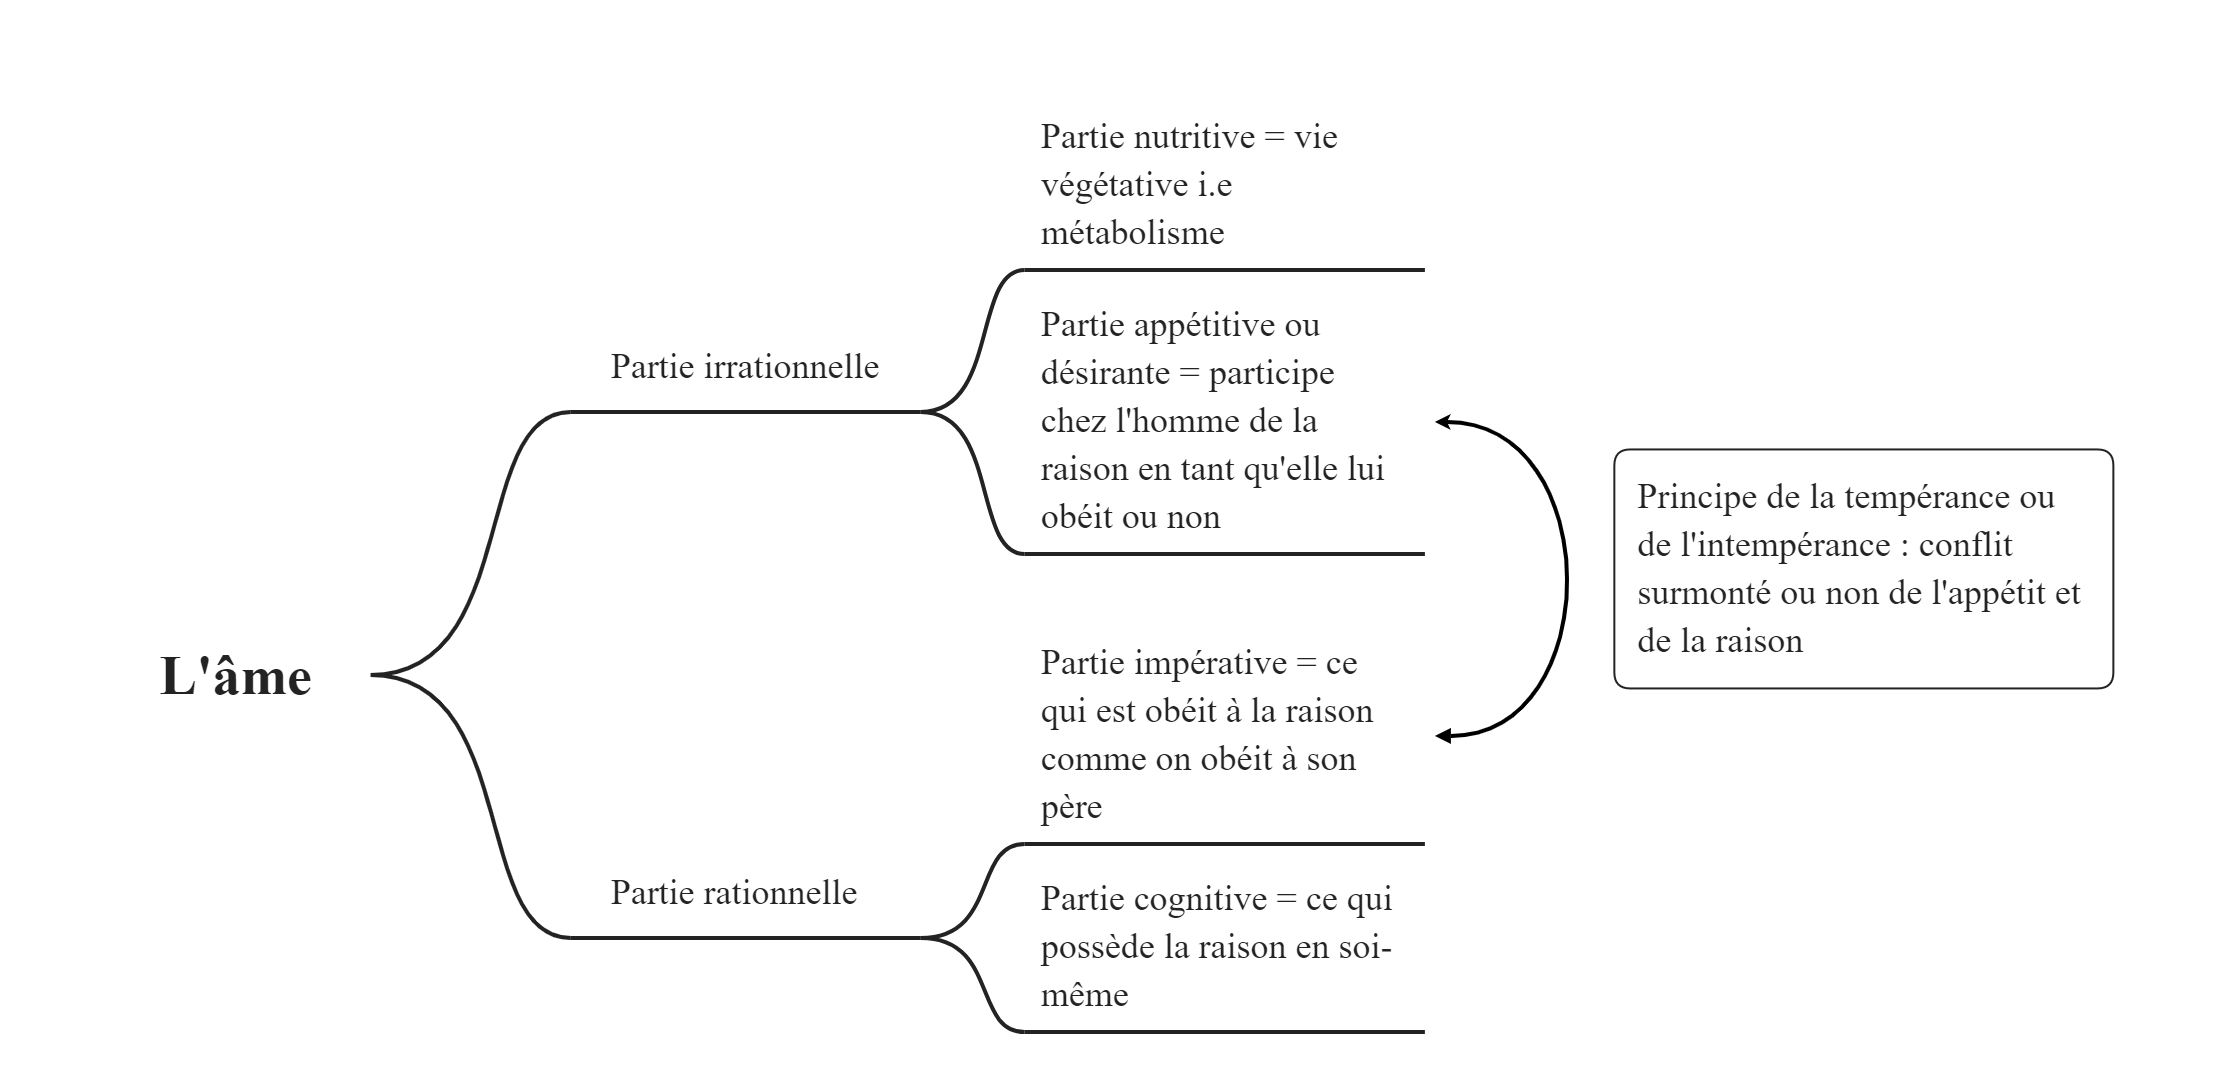 L'âme
Partie irrationnelle
Partie nutritive = vie
végétative i.e
métabolisme
Partie appétitive ou
désirante = participe
chez l'homme de la
raison en tant qu'elle lui
obéit ou non
Partie rationnelle
Partie impérative = ce
qui est obéit à la raison
comme on obéit à son
père
Partie cognitive = ce qui
possède la raison en soi-
même
Principe de la tempérance ou
de l'intempérance : conflit
surmonté ou non de l'appétit et
de la raison